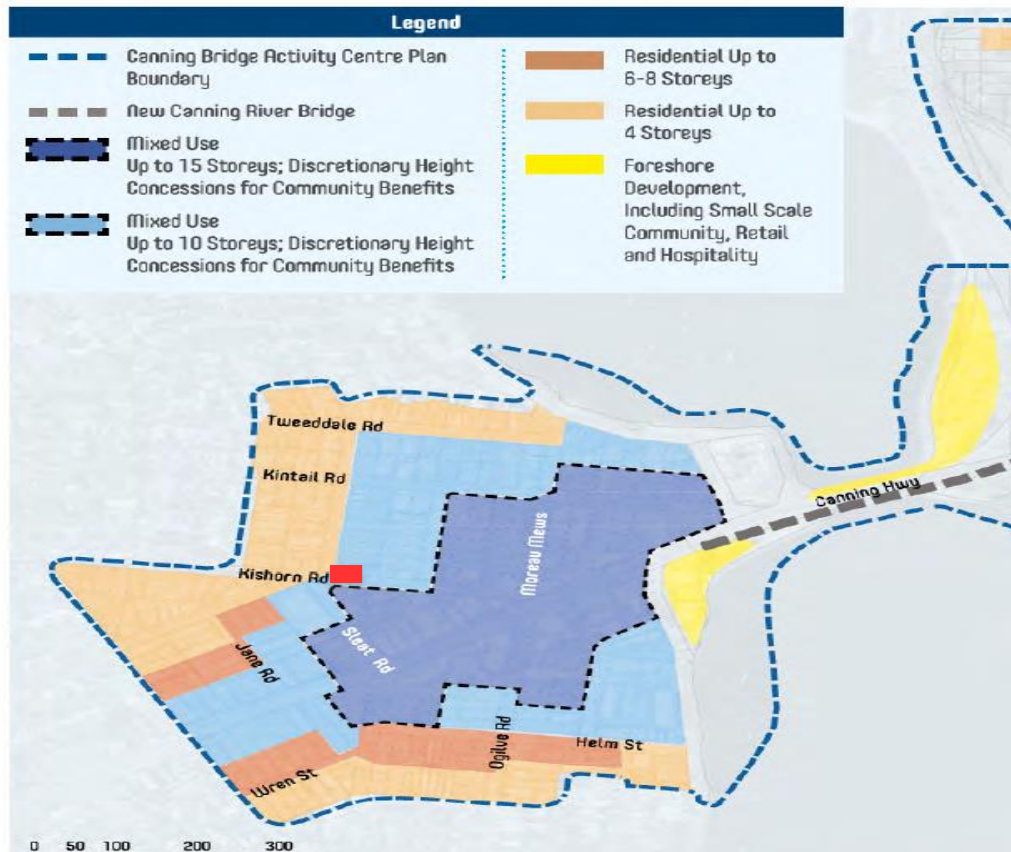 Legend
Canning Bridge Activity Centre Plan
Boundary
New Canning River Bridge
Mixed Use
Up to 15 Storeys; Discretionary Height
Concessions for Community Benefits
Mixed Use
Up to 10 Storeys; Discretionary Height
Concessions for Community Benefits
Residential Up to
6-8 Storeys
Residential Up to
4 Storeys
Foreshore
Development,
Including Small Scale
Community, Retail
and Hospitality
Tweeddale Rd
Kintail Rd
Canning Hwy
Moreau Mews
Kishorn Rd
Sleat Rd
Jane Rd
Ogilve Rd
Helm St
Wren St
0 50 100 200 300